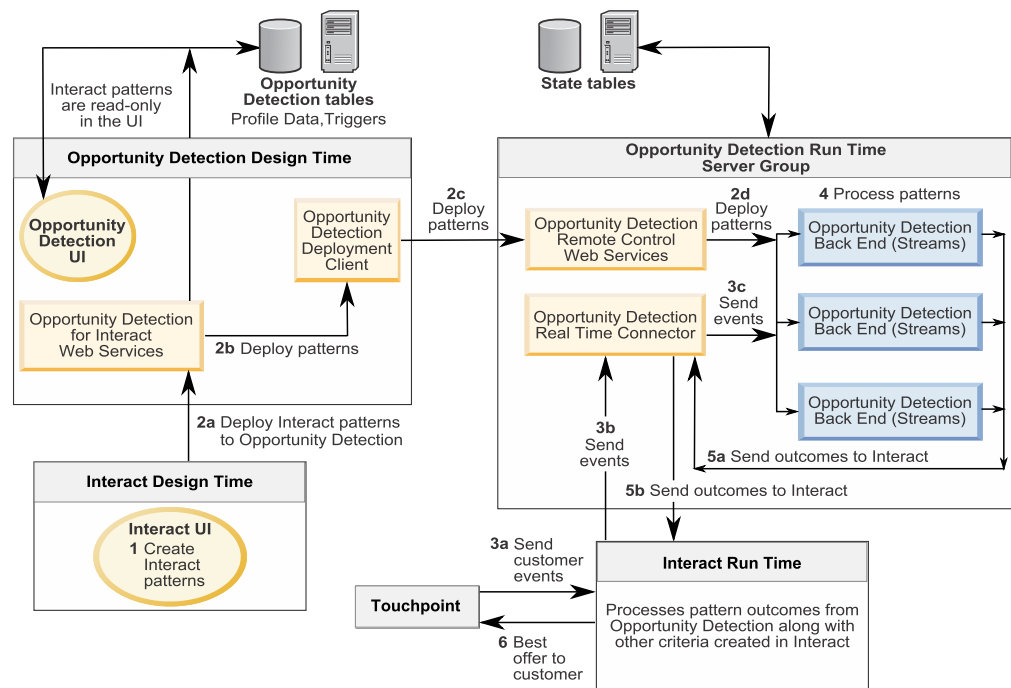 Interact patterns
are read-only
in the UI
Opportunity
Detection tables
Profile Data,Triggers
State tables
Opportunity Detection Design Time
Opportunity
Detection
UI
Opportunity
Detection
Deployment
Client
Opportunity Detection
for Interact
Web Services
2b Deploy patterns
2a Deploy Interact patterns
to Opportunity Detection
Interact Design Time
Interact UI
1 Create
Interact
patterns
2c
Deploy
patterns
Opportunity Detection Run Time
Server Group
Opportunity Detection
Remote Control
Web Services
2d
Deploy
patterns
4 Process patterns
Opportunity Detection
Back End (Streams)
Opportunity Detection
Real Time Connector
3c
Send
events
Opportunity Detection
Back End (Streams)
Opportunity Detection
Back End (Streams)
3b
Send
events
5a Send outcomes to Interact
5b Send outcomes to Interact
3a Send
customer
events
Touchpoint
6 Best
offer to
customer
Interact Run Time
Processes pattern outcomes from
Opportunity Detection along with
other criteria created in Interact